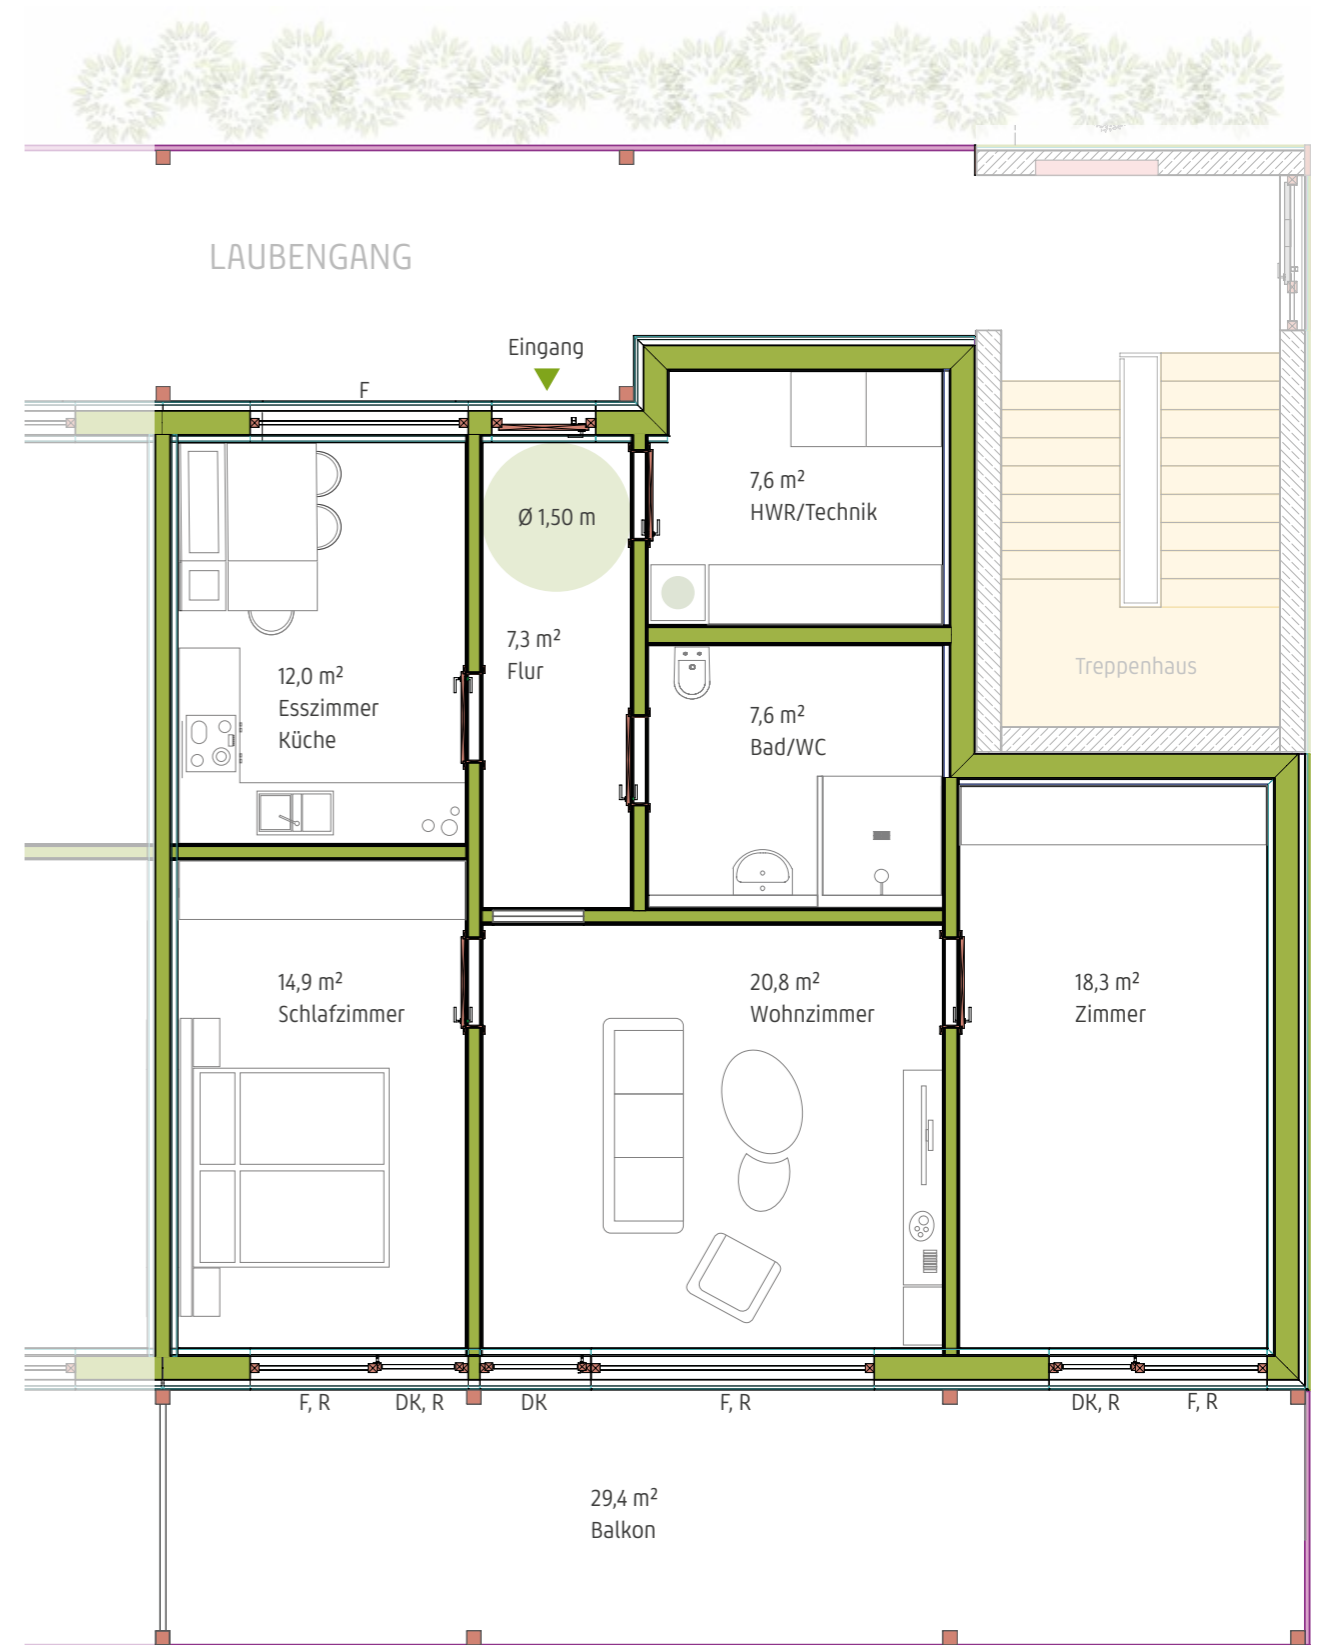 LAUBENGANG
Eingang
F
Ø 1,50 m
7,6 m²
HWR/Technik
7,3 m²
Flur
12,0 m²
Esszimmer
Küche
Treppenhaus
7,6 m²
Bad/WC
14,9 m²
Schlafzimmer
20,8 m²
Wohnzimmer
18,3 m²
Zimmer
F, R
DK, R
DK
F, R
DK, R
F, R
29,4 m²
Balkon